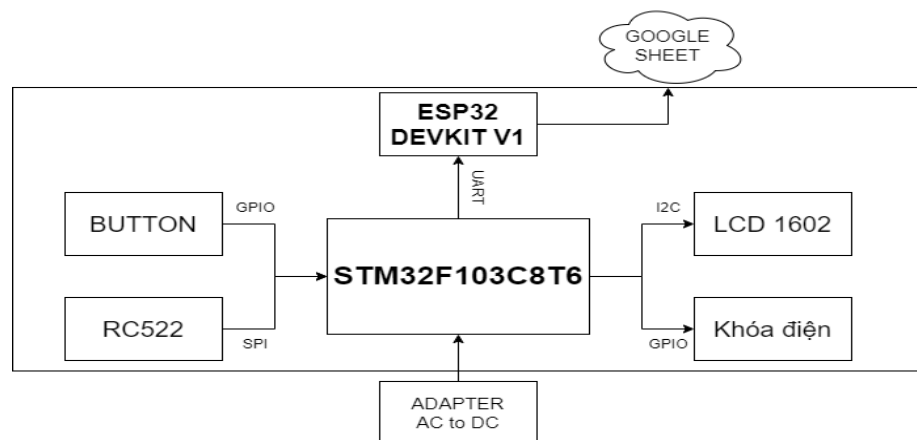 GOOGLE
SHEET
ESP32
DEVKIT V1
UART
BUTTON
GPIO
STM32F103C8T6
I2C
LCD 1602
RC522
SPI
GPIO
Khóa điện
ADAPTER
AC to DC